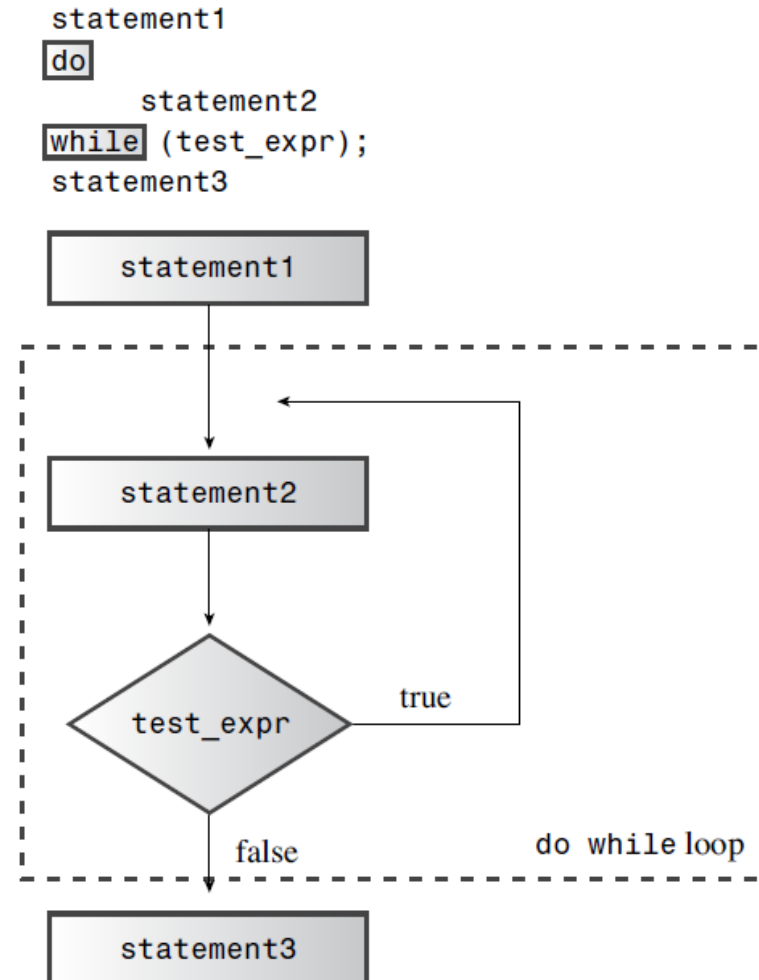 statement1
do
statement2
while (test_expr);
statement3
statement1
statement2
test_expr
true
false
do while loop
statement3